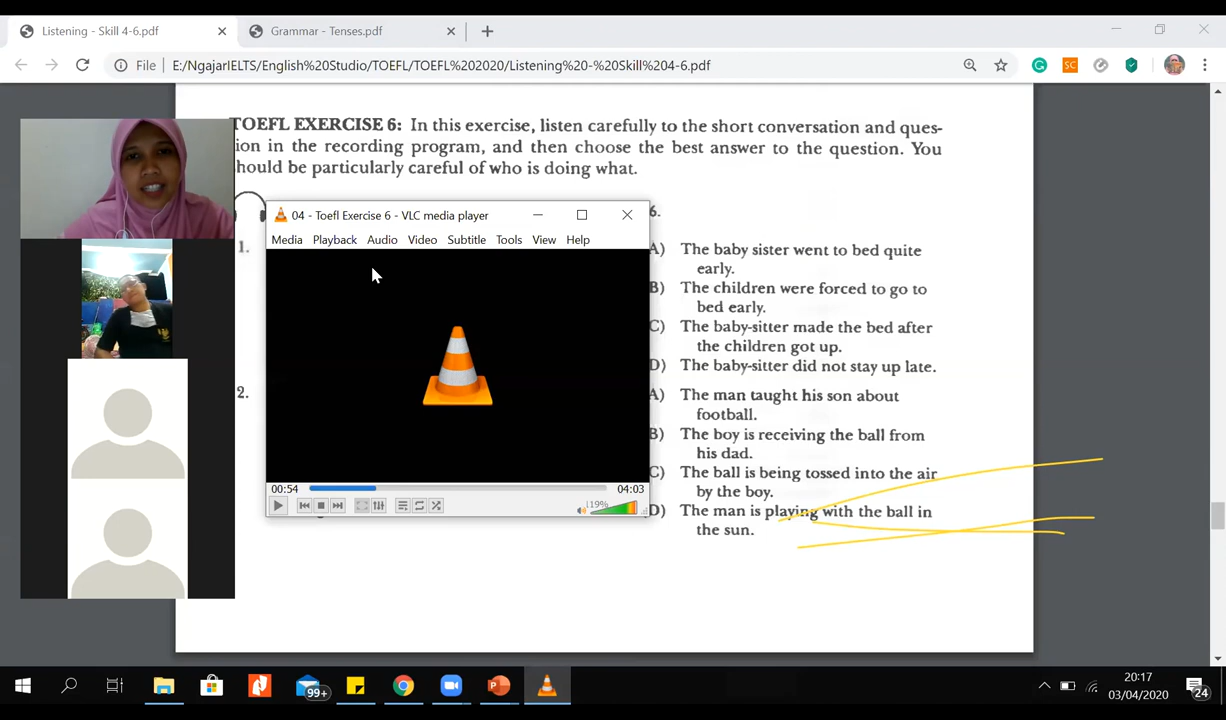 Listening - Skill 4-6.pdf
Grammar - Tenses.pdf
File
E:/NgajarIELTS/English%20Studio/TOEFL/TOEFL%202020/Listening%20-%20Skill%204-6.pdf
SC
TOEFL EXERCISE 6: In this exercise, listen carefully to the short conversation and ques-
ion in the recording program, and then choose the best answer to the question. You
hould be particularly careful of who is doing what.
6.
04 - Toefl Exercise 6 - VLC media player
Media Playback Audio Video Subtitle Tools View Help
00:54
04:03
119%
1.
A) The baby sister went to bed quite
early.
B) The children were forced to go to
bed early.
C) The baby-sitter made the bed after
the children got up.
D) The baby-sitter did not stay up late.
2.
A) The man taught his son about
football.
B) The boy is receiving the ball from
his dad.
C) The ball is being tossed into the air
by the boy.
D) The man is playing with the ball in
the sun.
99+
20:17
03/04/2020
24